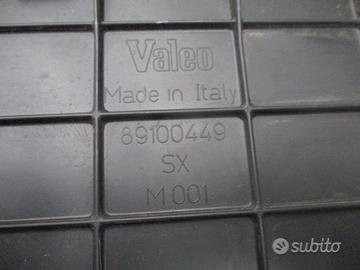 Valeo
Made in Italy
89100449
SX
M 001
subito